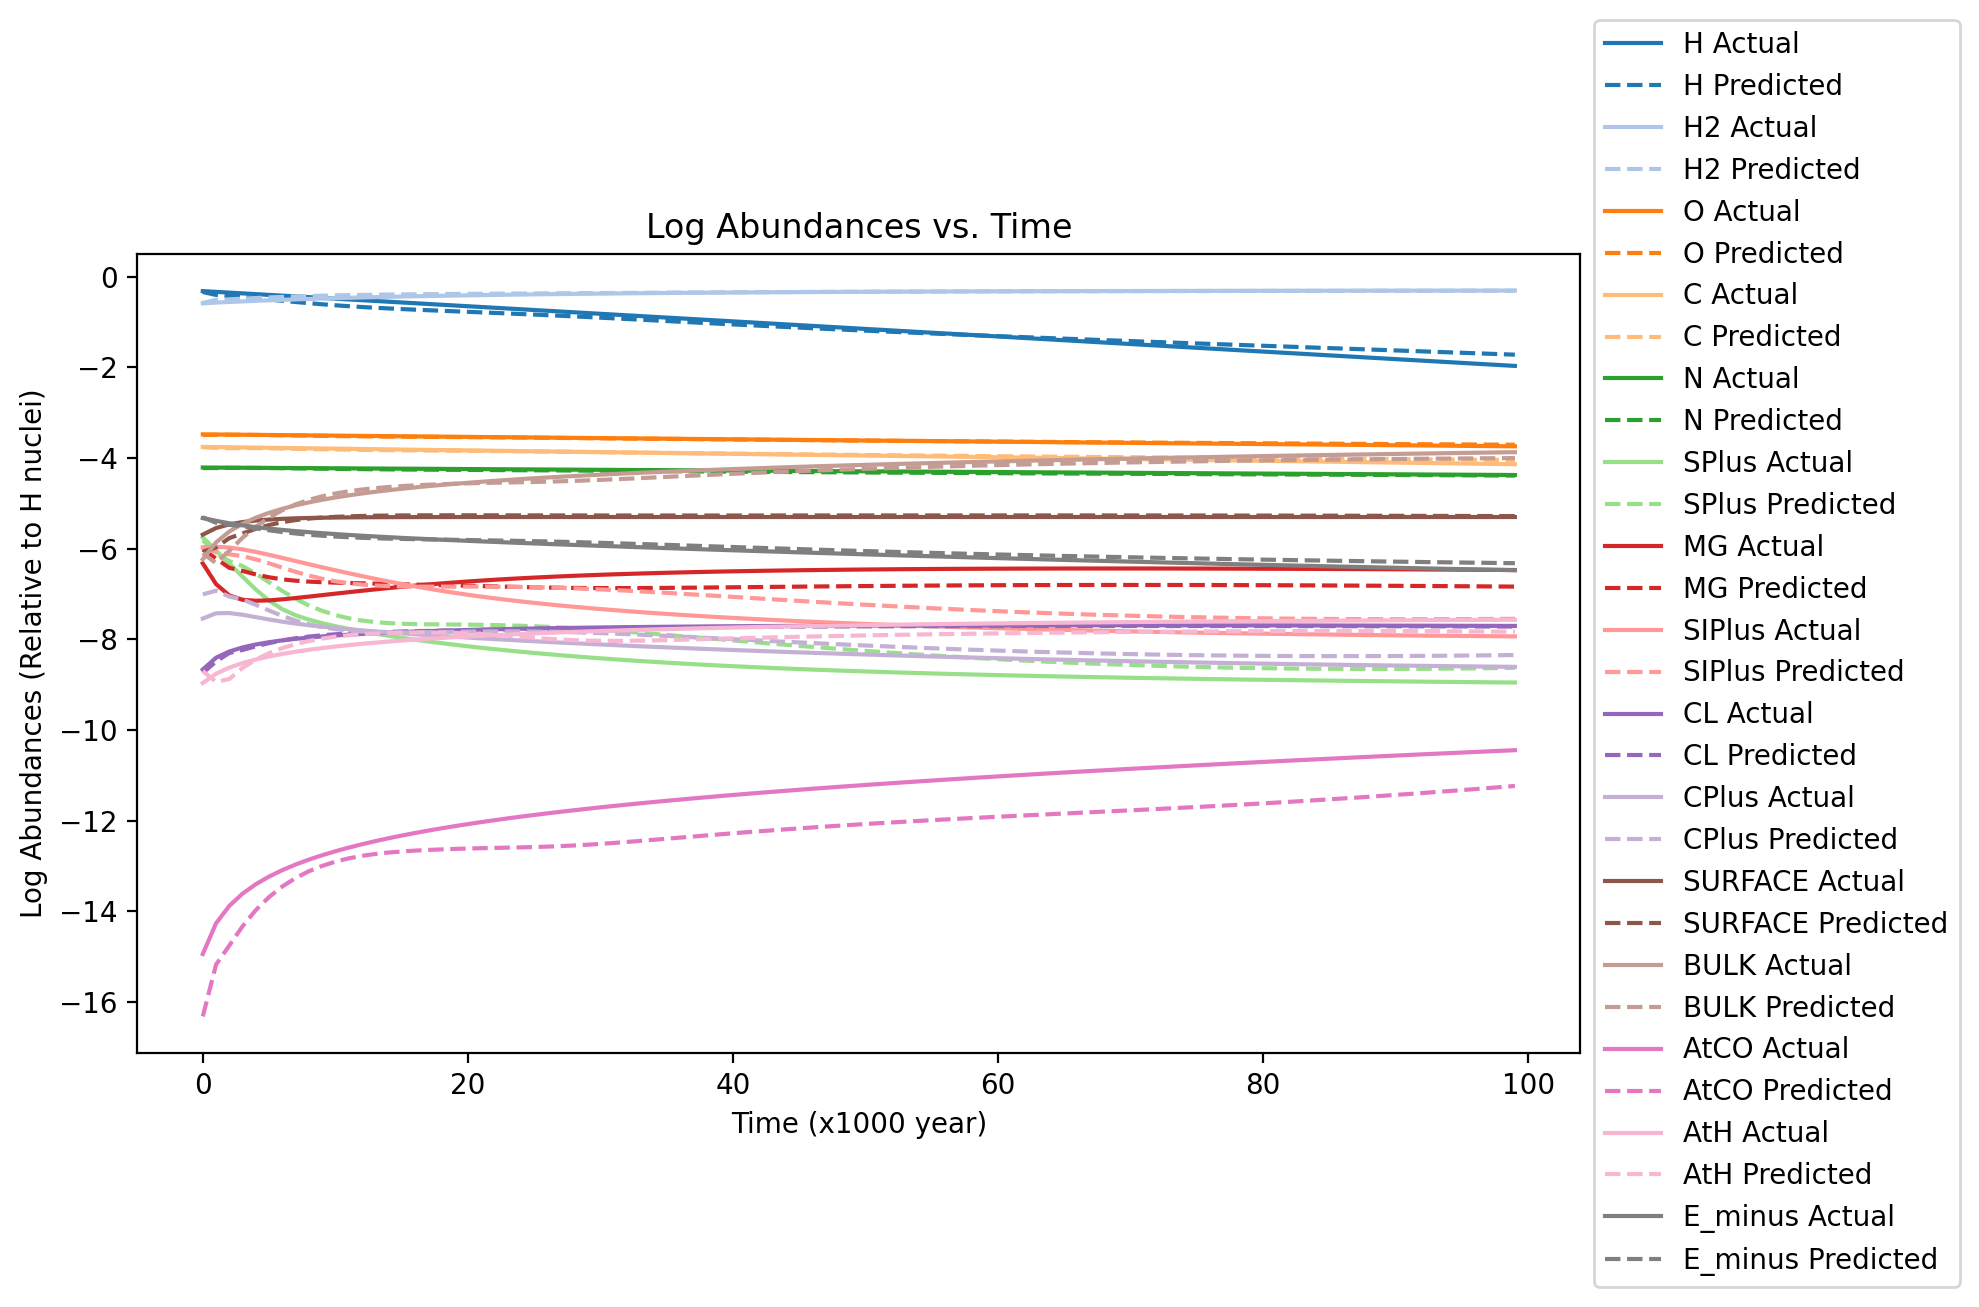 Log Abundances vs. Time
Log Abundances (Relative to H nuclei)
0
−2
−4
−6
−8
−10
−12
−14
−16
0
20
40
60
80
100
Time (x1000 year)
H Actual
H Predicted
H2 Actual
H2 Predicted
O Actual
O Predicted
C Actual
C Predicted
N Actual
N Predicted
SPlus Actual
SPlus Predicted
MG Actual
MG Predicted
SIPlus Actual
SIPlus Predicted
CL Actual
CL Predicted
CPlus Actual
CPlus Predicted
SURFACE Actual
SURFACE Predicted
BULK Actual
BULK Predicted
AtCO Actual
AtCO Predicted
AtH Actual
AtH Predicted
E_minus Actual
E_minus Predicted